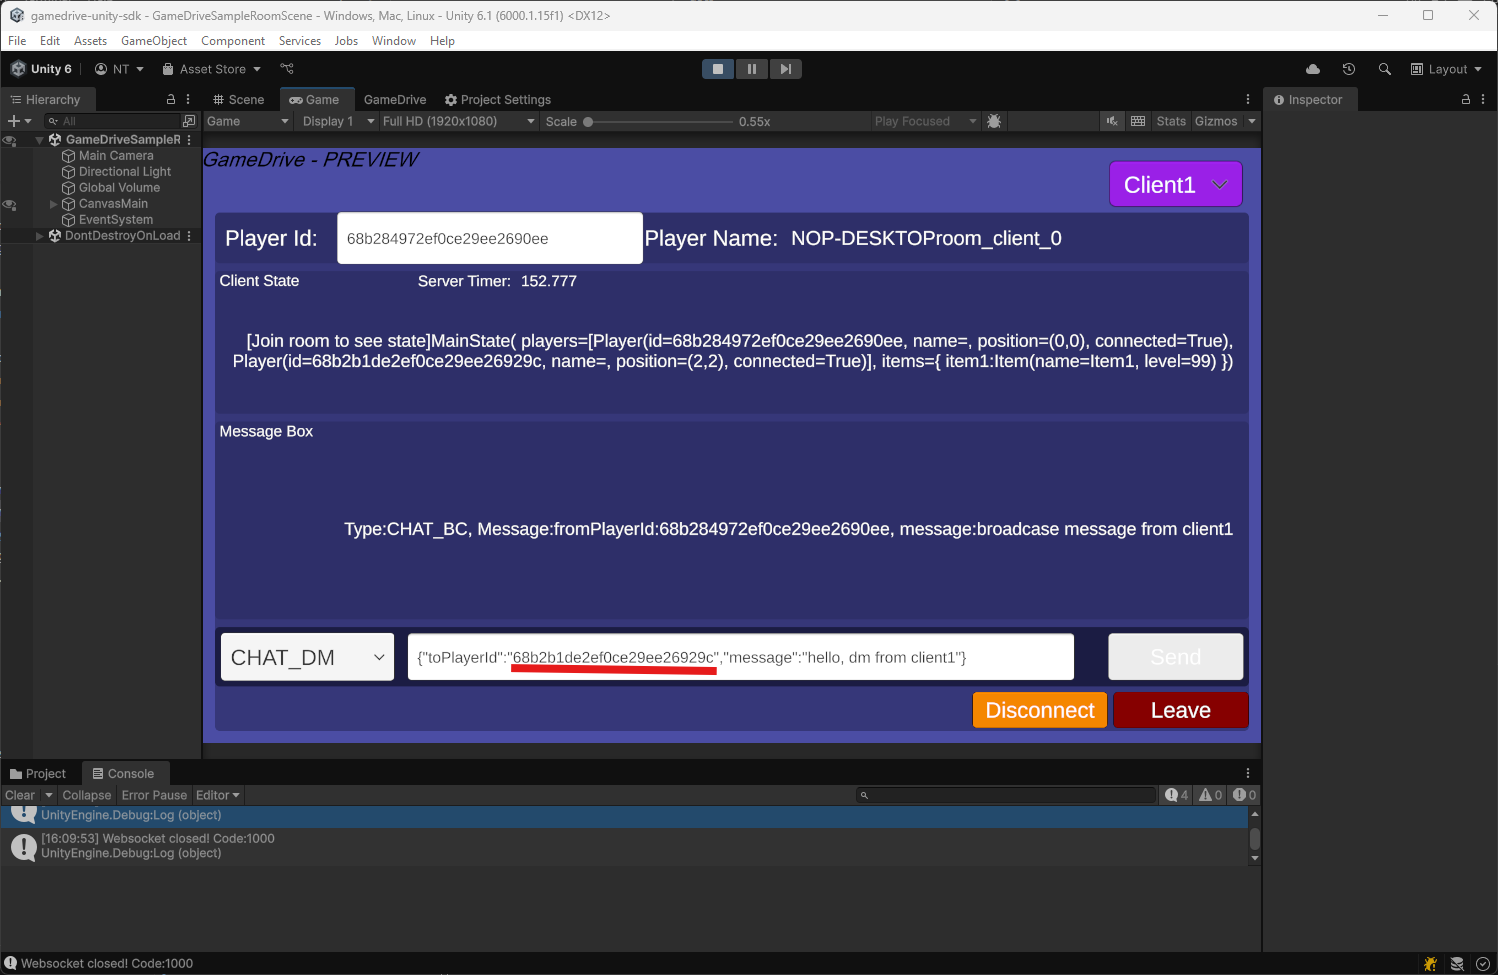 gamedrive-unity-sdk - GameDriveSampleRoomScene - Windows, Mac, Linux - Unity 6.1 (6000.1.15f1) <DX12>
File Edit Assets GameObject Component Services Jobs Window Help
Unity 6 NT Asset Store Layout
Hierarchy Scene Game GameDrive Project Settings Inspector
All Game Display 1 Full HD (1920x1080) Scale 0.55x Play Focused Stats Gizmos
GameDriveSampleR
Main Camera
Directional Light
Global Volume
CanvasMain
EventSystem
DontDestroyOnLoad
GameDrive - PREVIEW
Client1
Player Id: 68b284972ef0ce29ee2690ee Player Name: NOP-DESKTOProom_client_0
Client State Server Timer: 152.777
[Join room to see state]MainState( players=[Player(id=68b284972ef0ce29ee2690ee, name=, position=(0,0), connected=True),
Player(id=68b2b1de2ef0ce29ee26929c, name=, position=(2,2), connected=True)], items={ item1:Item(name=Item1, level=99) })
Message Box
Type:CHAT_BC, Message:fromPlayerId:68b284972ef0ce29ee2690ee, message:broadcase message from client1
CHAT_DM {"toPlayerId":"68b2b1de2ef0ce29ee26929c","message":"hello, dm from client1"} Send
Disconnect Leave
Project Console
Clear Collapse Error Pause Editor 4 0 0
UnityEngine.Debug:Log (object)
[16:09:53] Websocket closed! Code:1000
UnityEngine.Debug:Log (object)
Websocket closed! Code:1000